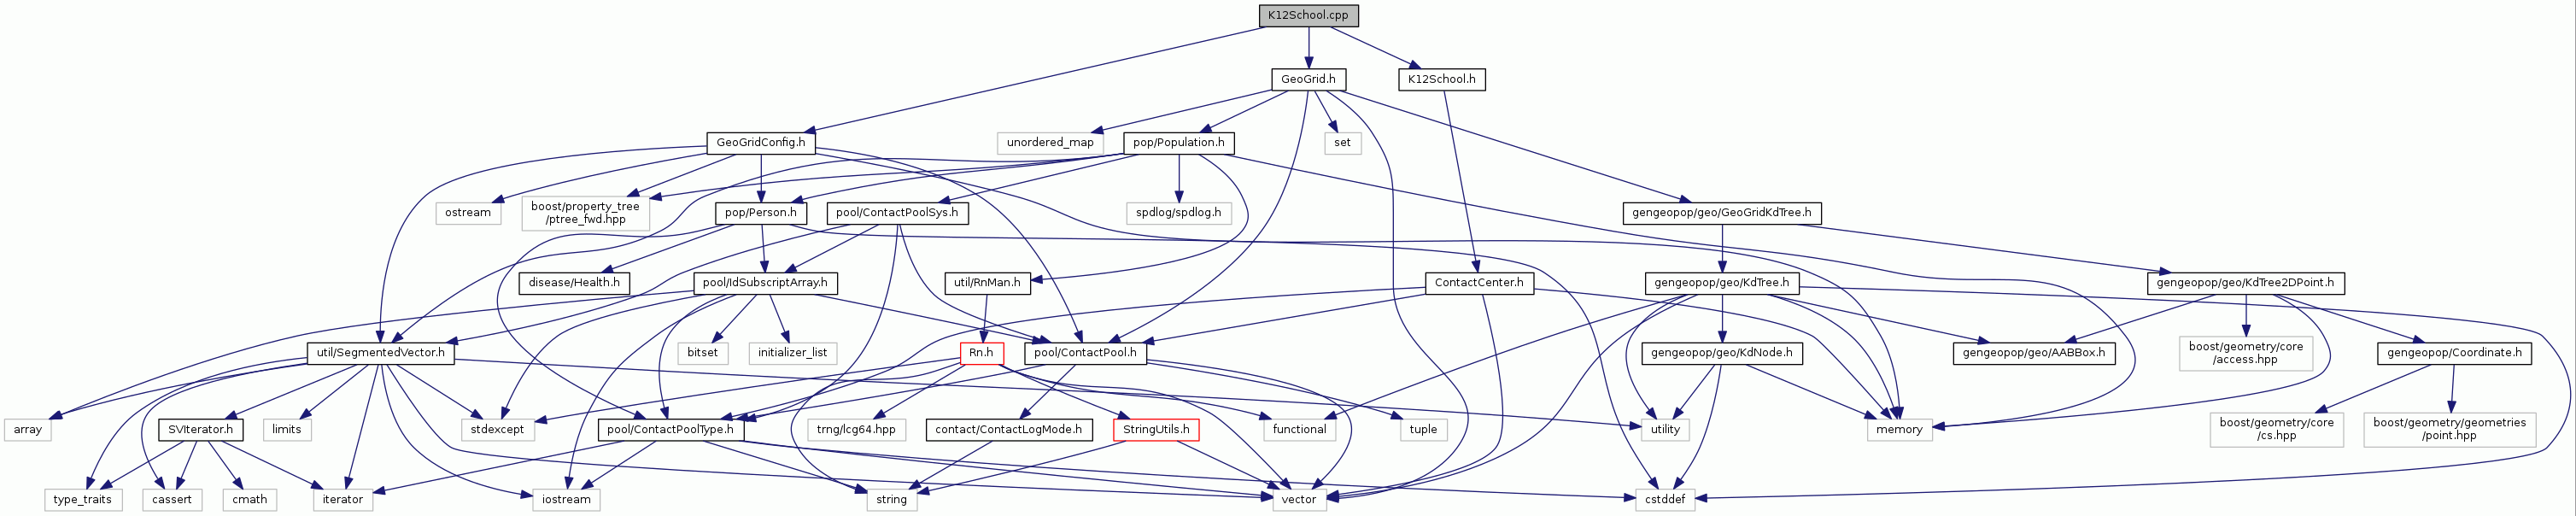 K12School.cpp
GeoGrid.h
K12School.h
GeoGridConfig.h
unordered_map
pop/Population.h
set
ostream
boost/property_tree
/ptree_fwd.hpp
pop/Person.h
pool/ContactPoolSys.h
spdlog/spdlog.h
gengeopop/geo/GeoGridKdTree.h
disease/Health.h
pool/IdSubscriptArray.h
util/RnMan.h
ContactCenter.h
gengeopop/geo/KdTree.h
gengeopop/geo/KdTree2DPoint.h
util/SegmentedVector.h
bitset
initializer_list
Rn.h
pool/ContactPool.h
gengeopop/geo/KdNode.h
gengeopop/geo/AABBox.h
boost/geometry/core
/access.hpp
gengeopop/Coordinate.h
array
SVIterator.h
limits
stdexcept
pool/ContactPoolType.h
trng/lcg64.hpp
contact/ContactLogMode.h
StringUtils.h
functional
tuple
utility
memory
boost/geometry/core
/cs.hpp
boost/geometry/geometries
/point.hpp
type_traits
cassert
cmath
iterator
iostream
string
vector
cstddef